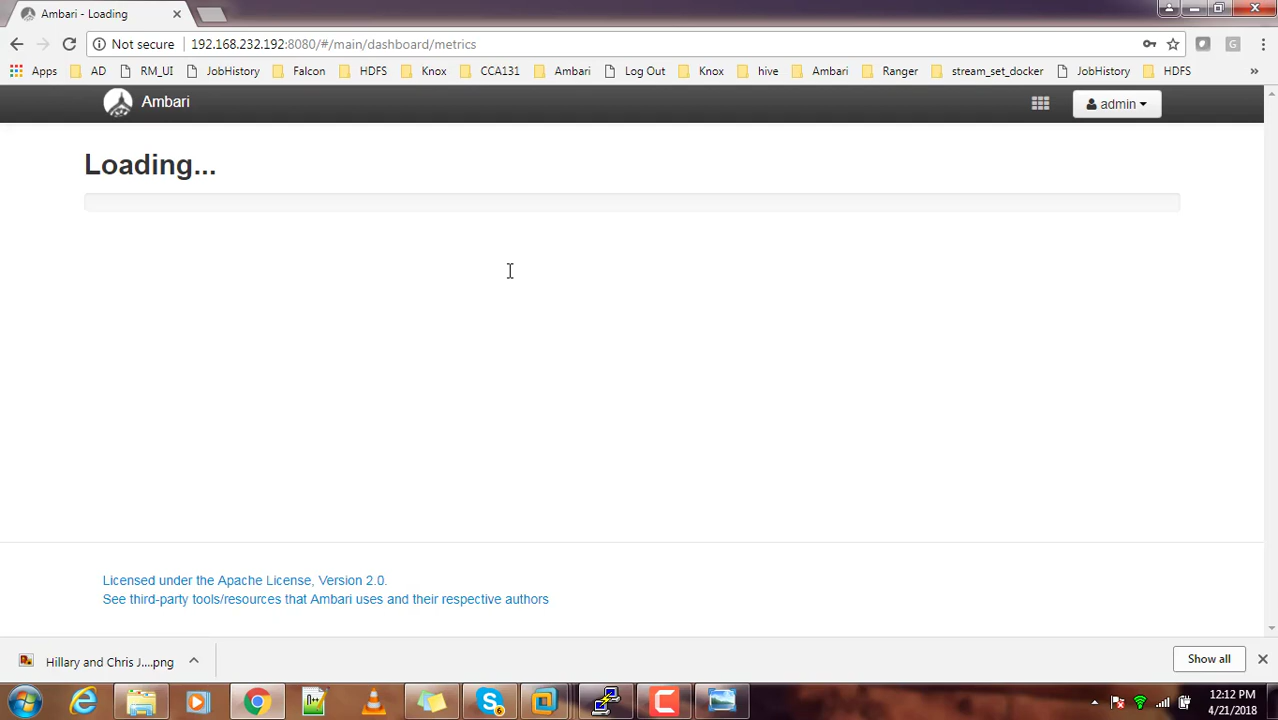 Ambari - Loading
Not secure 192.168.232.192:8080/#/main/dashboard/metrics
Apps AD RM_UI JobHistory Falcon HDFS Knox CCA131 Ambari Log Out Knox hive Ambari Ranger stream_set_docker JobHistory HDFS »
Ambari admin
Loading...
Licensed under the Apache License, Version 2.0.
See third-party tools/resources that Ambari uses and their respective authors
Hillary and Chris J....png Show all
12:12 PM
4/21/2018